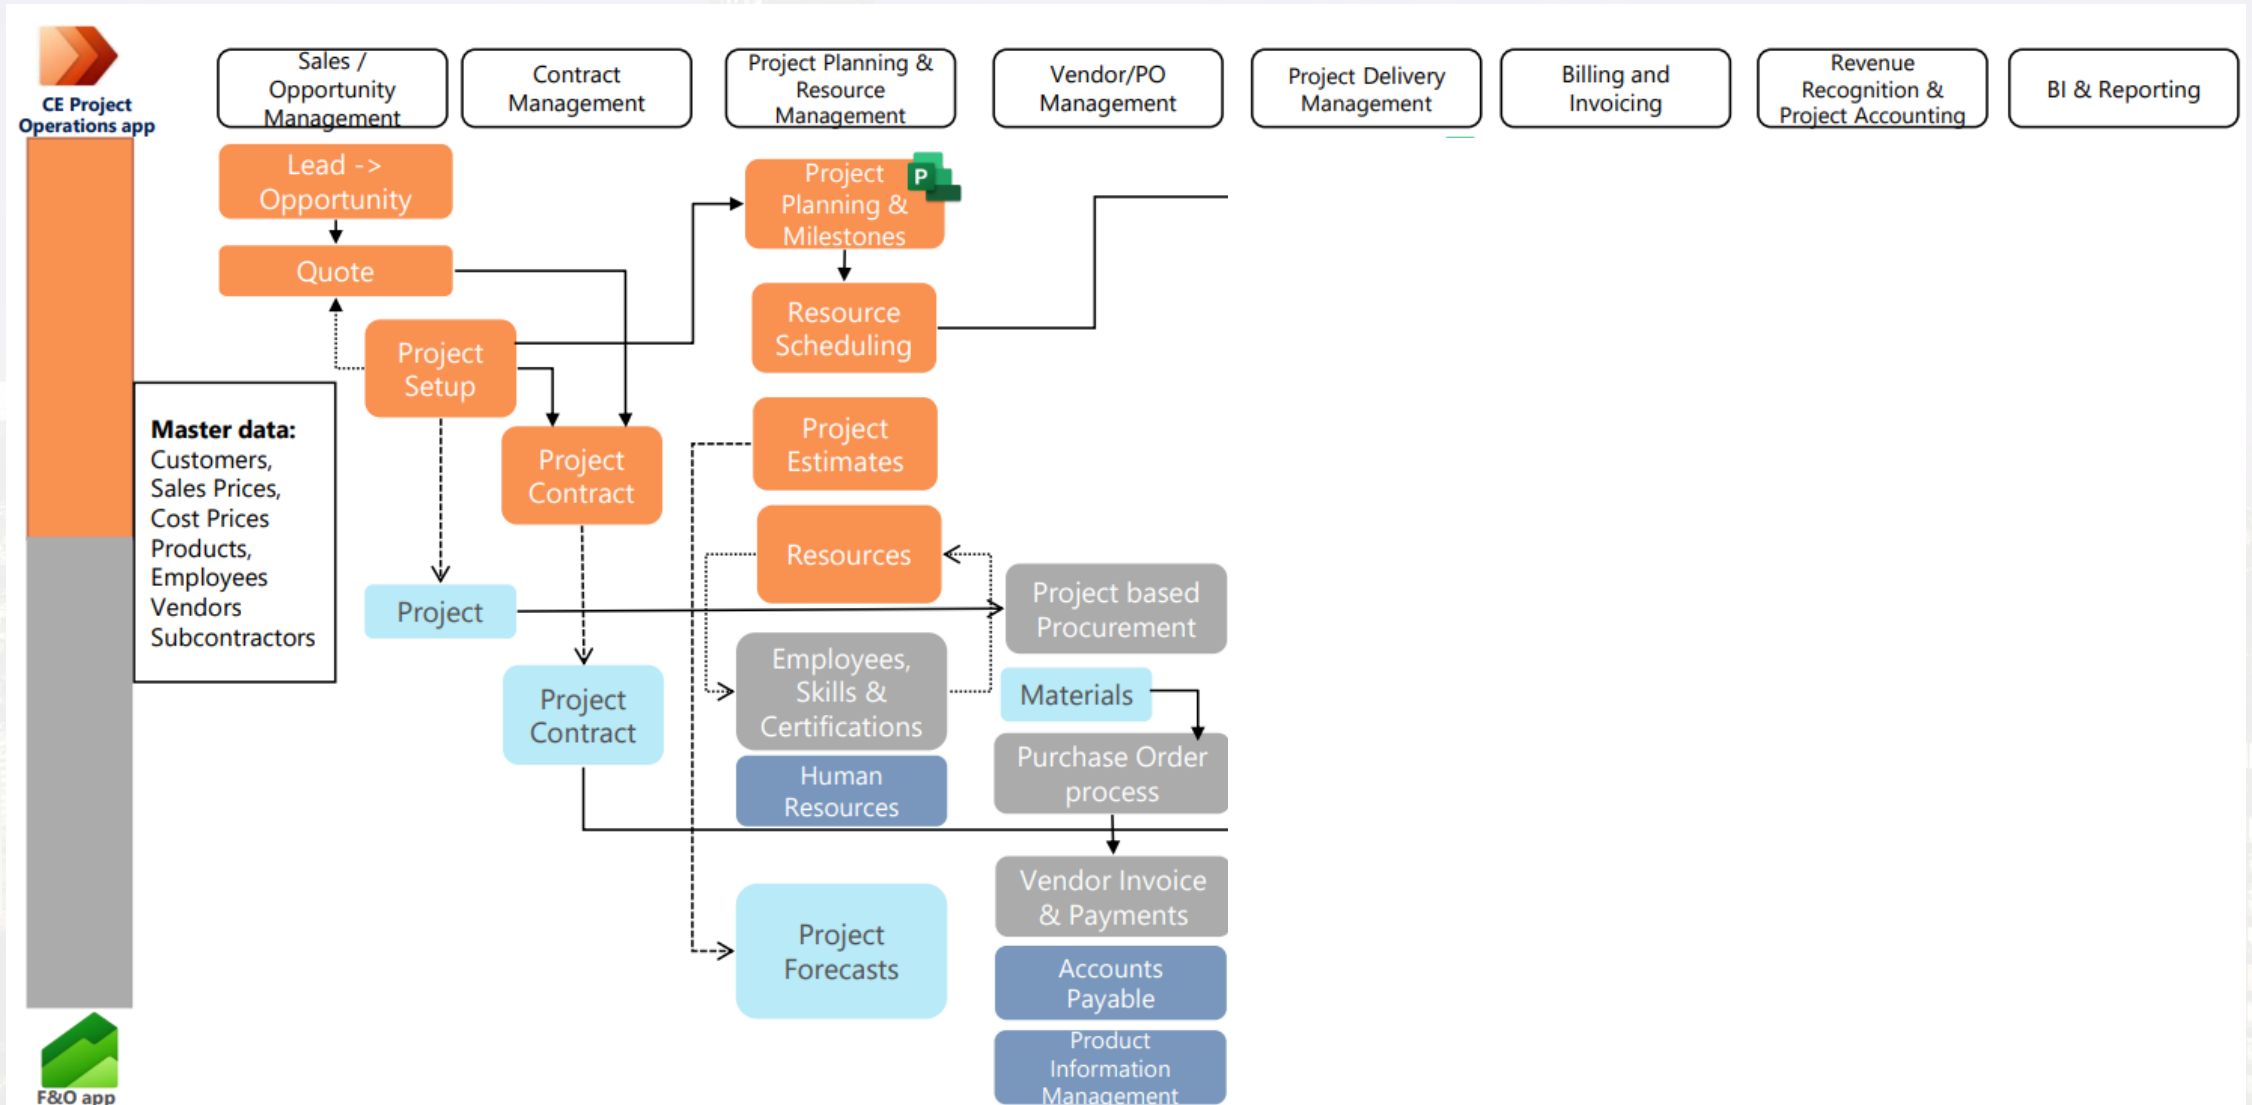 CE Project
Operations app
Sales /
Opportunity
Management
Contract
Management
Project Planning &
Resource
Management
Vendor/PO
Management
Project Delivery
Management
Billing and
Invoicing
Revenue
Recognition &
Project Accounting
BI & Reporting
Lead ->
Opportunity
Quote
Project
Setup
Master data:
Customers,
Sales Prices,
Cost Prices
Products,
Employees
Vendors
Subcontractors
Project
Project
Contract
Project
Contract
Project
Planning &
Milestones
P
Resource
Scheduling
Project
Estimates
Resources
Employees,
Skills &
Certifications
Human
Resources
Project
Forecasts
Project based
Procurement
Materials
Purchase Order
process
Vendor Invoice
& Payments
Accounts
Payable
Product
Information
Management
F&O app